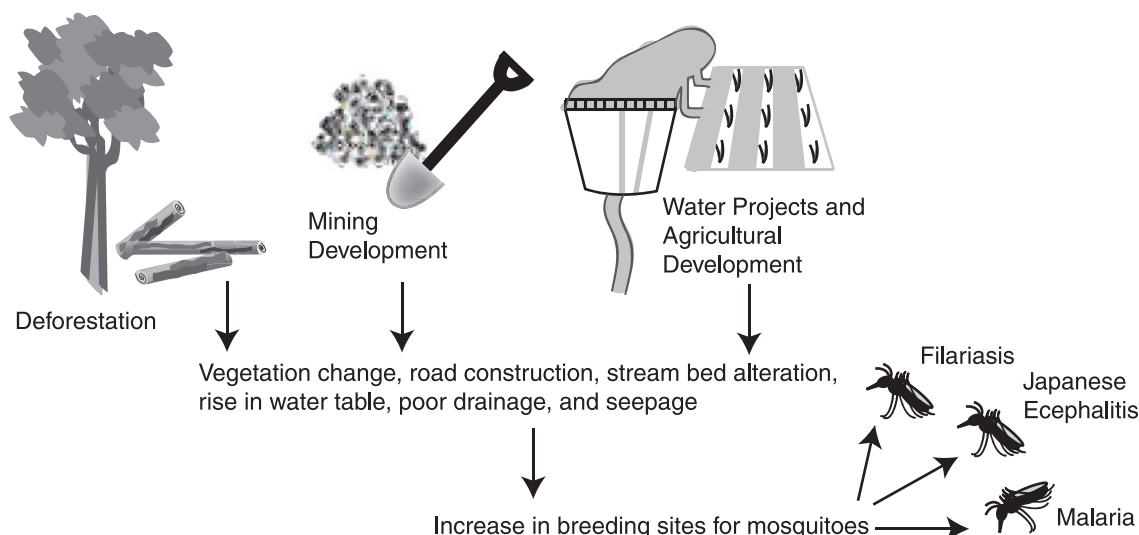 Mining
Development
Water Projects and
Agricultural
Development
Deforestation
Vegetation change, road construction, stream bed alteration,
rise in water table, poor drainage, and seepage
Filariasis
Japanese
Ecephalitis
Increase in breeding sites for mosquitoes
Malaria